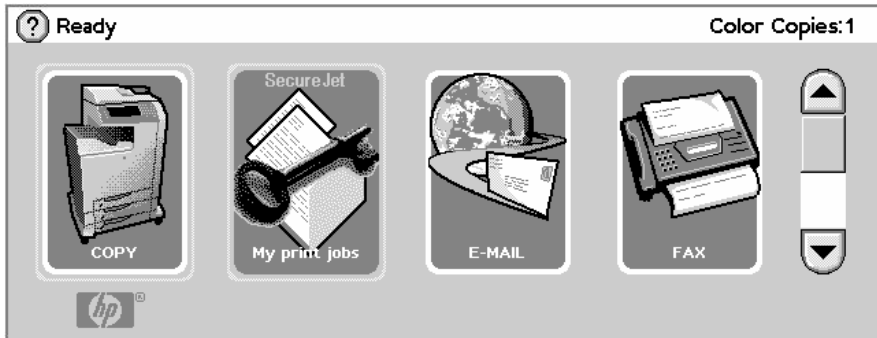 ? Ready
Color Copies:1
SecureJet
COPY
My print jobs
E-MAIL
FAX
hp ®